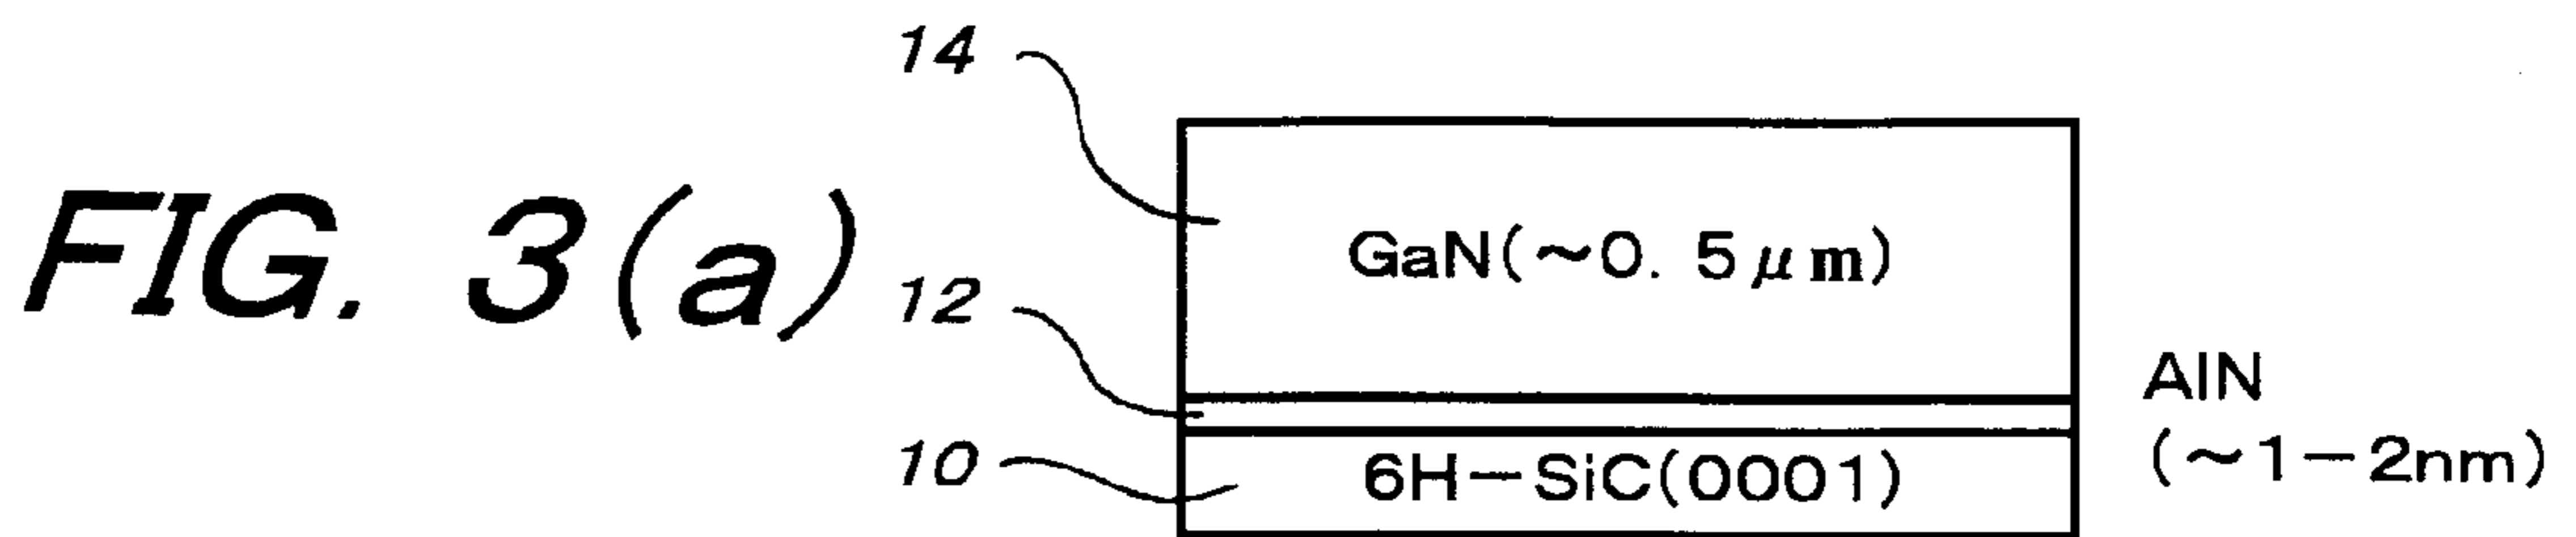 FIG. 3(a)
14
GaN(~0. 5μm)
12
AlN
(~1-2nm)
10
6H-SiC(0001)